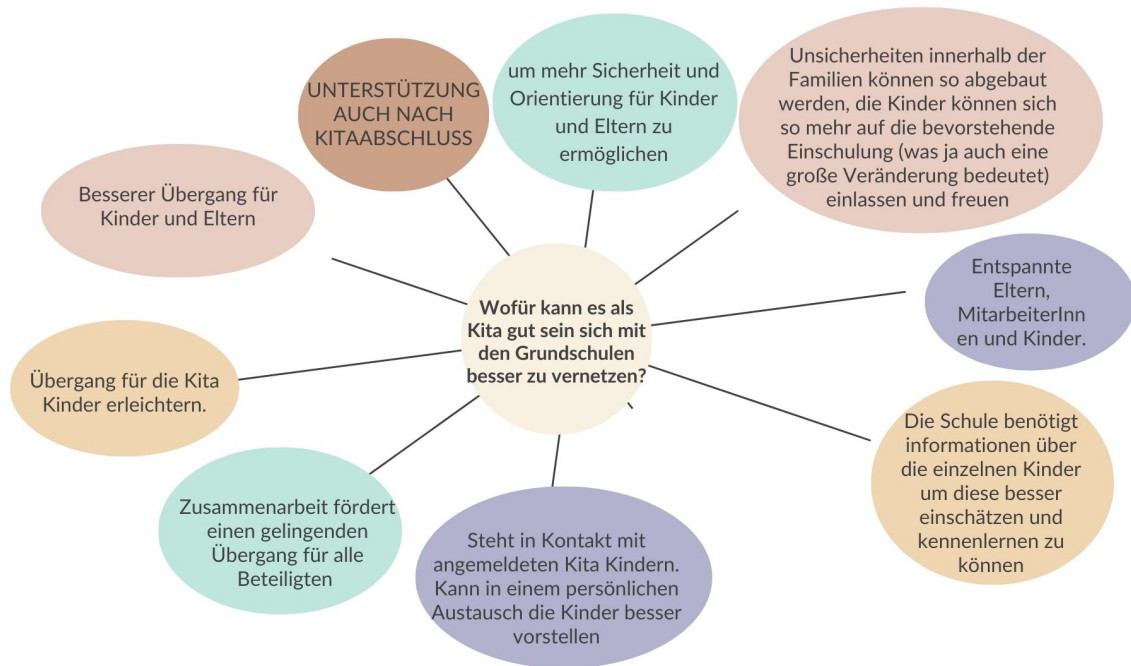 UNTERSTÜTZUNG
AUCH NACH
KITAABSCHLUSS
um mehr Sicherheit und
Orientierung für Kinder
und Eltern zu
ermöglichen
Unsicherheiten innerhalb der
Familien können so abgebaut
werden, die Kinder können sich
so mehr auf die bevorstehende
Einschulung (was ja auch eine
große Veränderung bedeutet)
einlassen und freuen
Besserer Übergang für
Kinder und Eltern
Entspannte
Eltern,
MitarbeiterInn
en und Kinder.
Wofür kann es als
Kita gut sein sich mit
den Grundschulen
besser zu vernetzen?
Übergang für die Kita
Kinder erleichtern.
Die Schule benötigt
informationen über
die einzelnen Kinder
um diese besser
einschätzen und
kennenlernen zu
können
Zusammenarbeit fördert
einen gelingenden
Übergang für alle
Beteiligten
Steht in Kontakt mit
angemeldeten Kita Kindern.
Kann in einem persönlichen
Austausch die Kinder besser
vorstellen